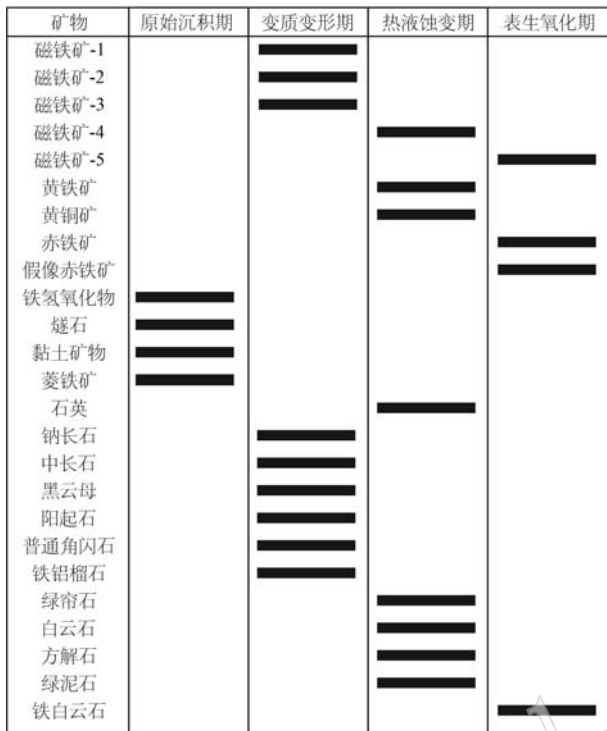 矿物 原始沉积期 变质变形期 热液蚀变期 表生氧化期
磁铁矿-1
磁铁矿-2
磁铁矿-3
磁铁矿-4
磁铁矿-5
黄铁矿
黄铜矿
赤铁矿
假像赤铁矿
铁氢氧化物
燧石
黏土矿物
菱铁矿
石英
钠长石
中长石
黑云母
阳起石
普通角闪石
铁铝榴石
绿帘石
白云石
方解石
绿泥石
铁白云石